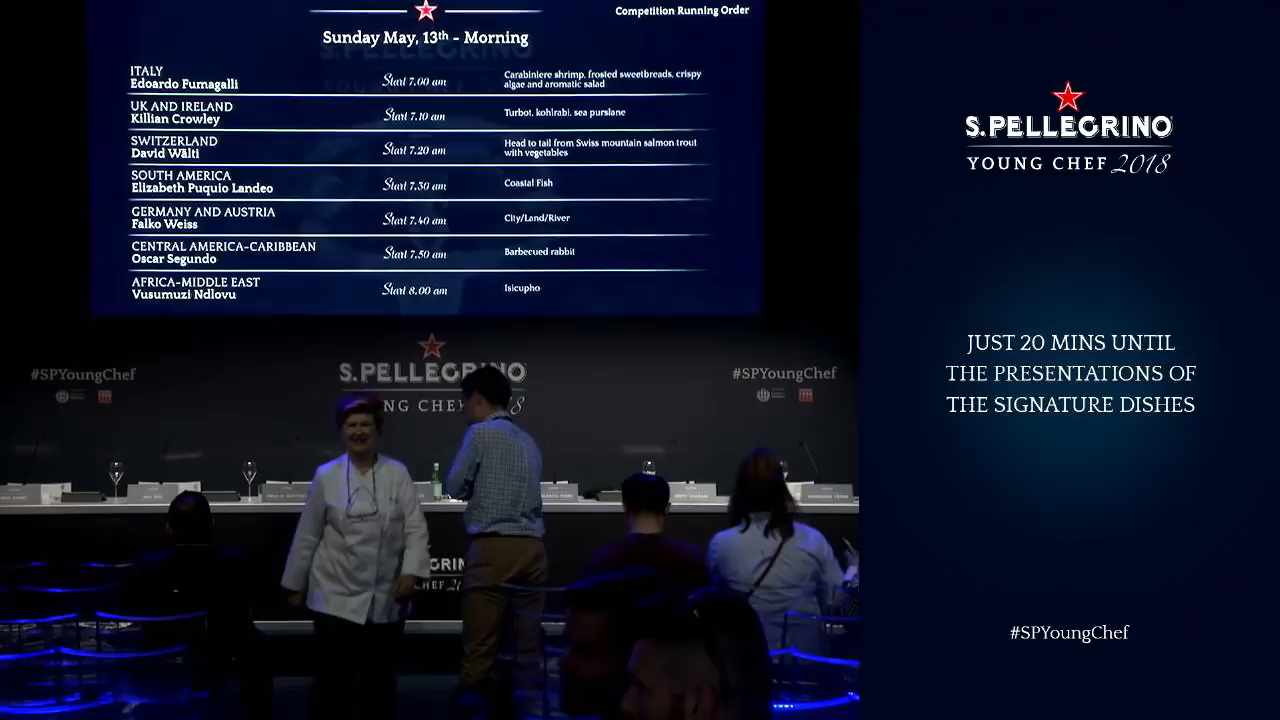 Competition Running Order
Sunday May, 13th - Morning
ITALY
Edoardo Fumagalli
Start 7.00 am
Carabiniere shrimp, frosted sweetbreads, crispy
algae and aromatic salad
UK AND IRELAND
Killian Crowley
Start 7.10 am
Turbot, kohlrabi, sea purslane
SWITZERLAND
David Wälti
Start 7.20 am
Head to tail from Swiss mountain salmon trout
with vegetables
SOUTH AMERICA
Elizabeth Puquio Landeo
Start 7.30 am
Coastal Fish
GERMANY AND AUSTRIA
Falko Weiss
Start 7.40 am
City/Land/River
CENTRAL AMERICA-CARIBBEAN
Oscar Segundo
Start 7.50 am
Barbecued rabbit
AFRICA-MIDDLE EAST
Vusumuzi Ndlovu
Start 8.00 am
Isicupho
#SPYoungChef
S.PELLEGRINO
NG CHEF 8
#SPYoungChef
GRIN
CHEF 20
S.PELLEGRINO
YOUNG CHEF 2018
JUST 20 MINS UNTIL
THE PRESENTATIONS OF
THE SIGNATURE DISHES
#SPYoungChef